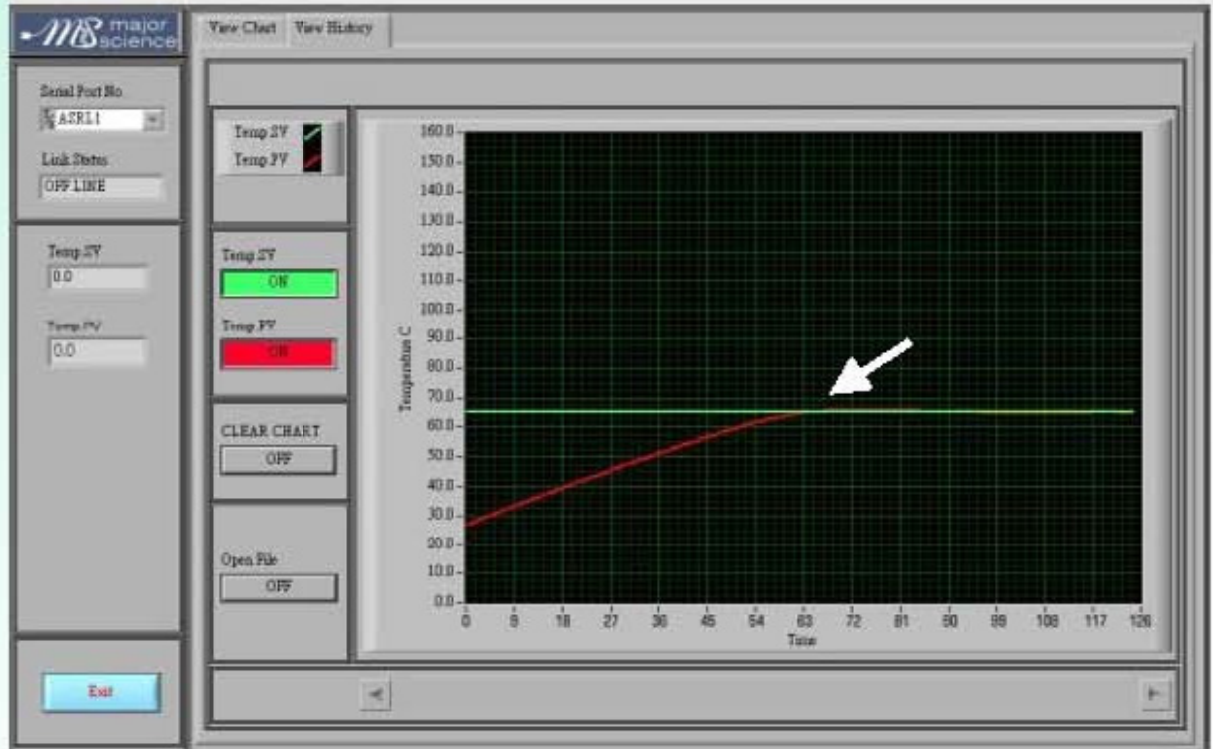 major
science
View Chart View History
Serial Port No.
ASRL1
Link Status
OFF LINE
Temp.SV
0.0
Temp.PV
0.0
Exit
Temp.SV
Temp.PV
Temp.SV
ON
Temp.PV
ON
CLEAR CHART
OFF
Open File
OFF
Temperature C
160.0
150.0
140.0
130.0
120.0
110.0
100.0
90.0
80.0
70.0
60.0
50.0
40.0
30.0
20.0
10.0
0.0
0 9 18 27 36 45 54 63 72 81 90 99 108 117 126
Time